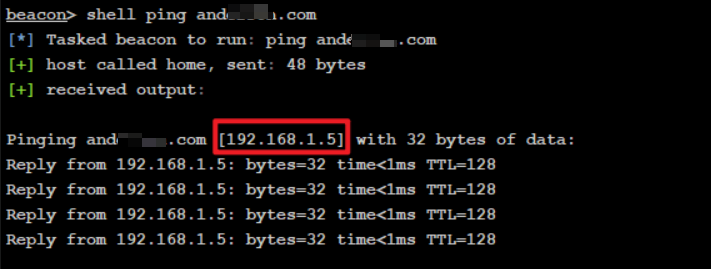 beacon> shell ping and.com
[*] Tasked beacon to run: ping and.com
[+] host called home, sent: 48 bytes
[+] received output:
Pinging and.com [192.168.1.5] with 32 bytes of data:
Reply from 192.168.1.5: bytes=32 time<1ms TTL=128
Reply from 192.168.1.5: bytes=32 time<1ms TTL=128
Reply from 192.168.1.5: bytes=32 time<1ms TTL=128
Reply from 192.168.1.5: bytes=32 time<1ms TTL=128